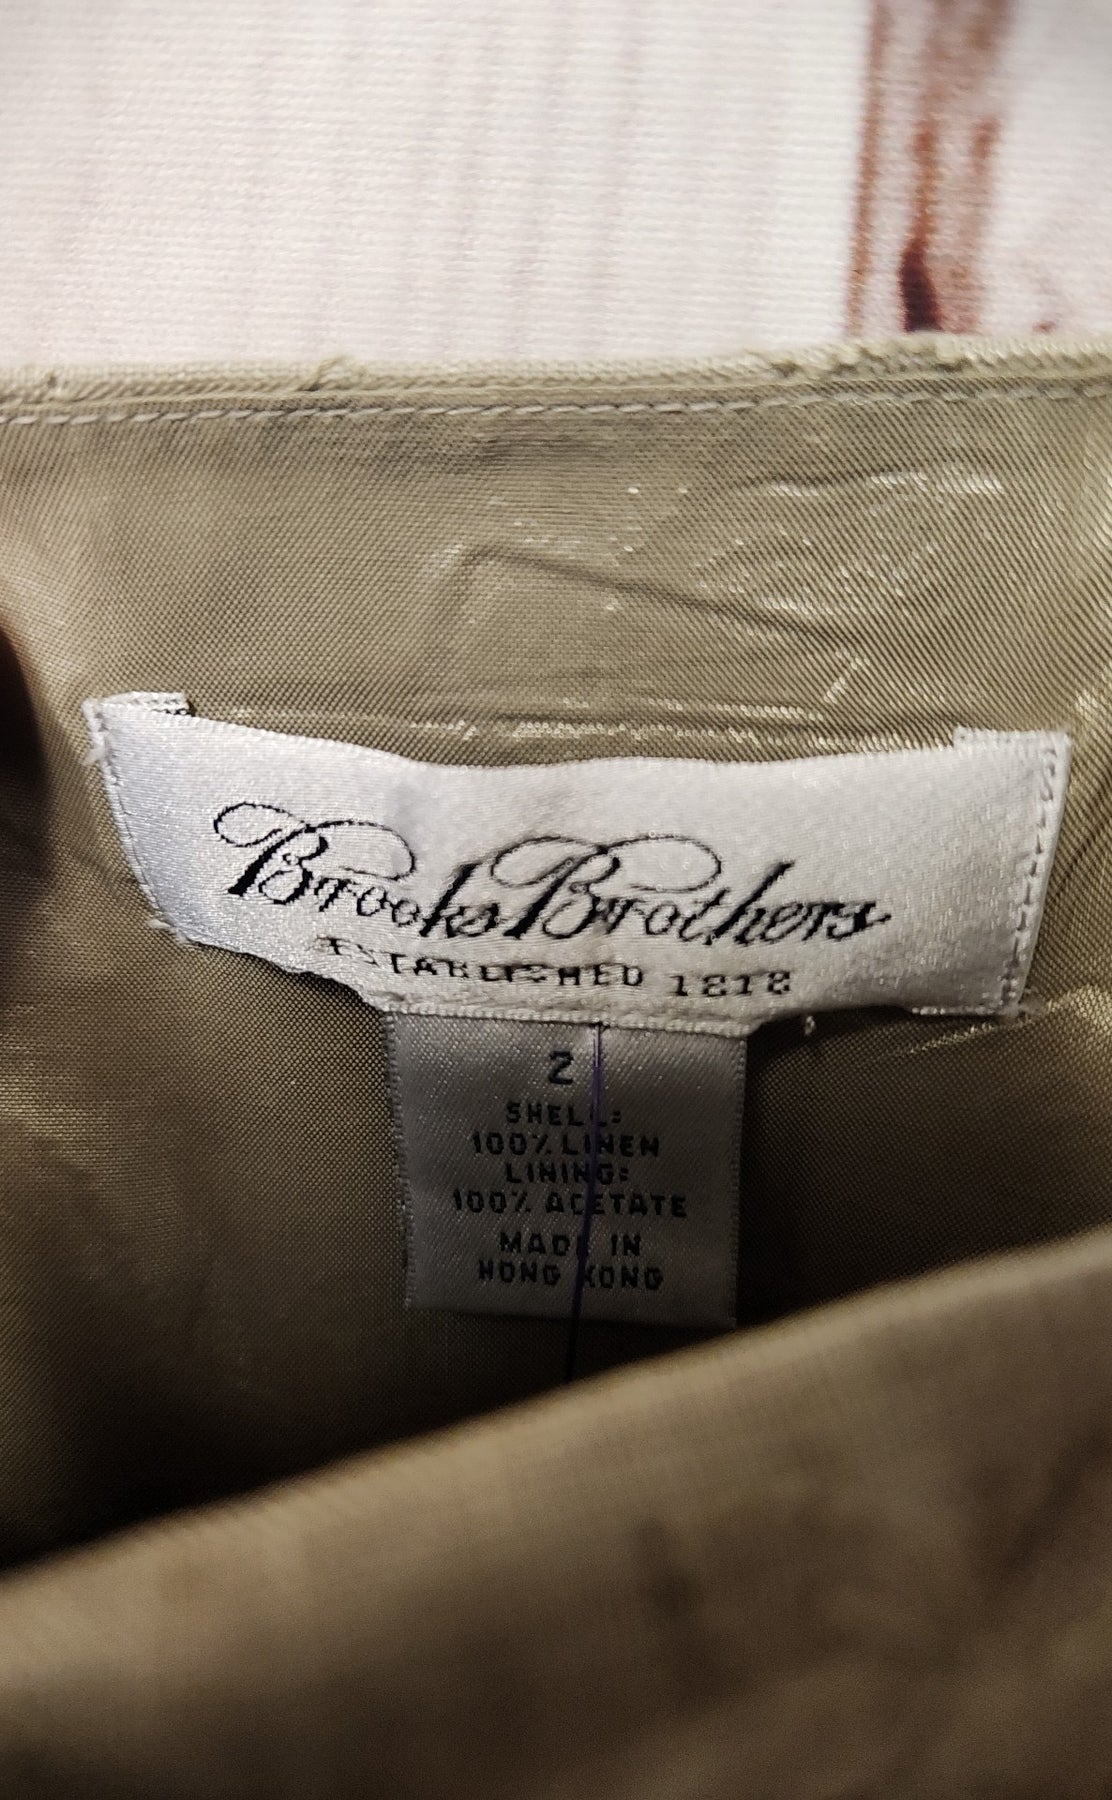 Brooks Brothers
ESTABLISHED 1818
2
SHELL:
100% LINEN
LINING:
100% ACETATE
MADE IN
HONG KONG